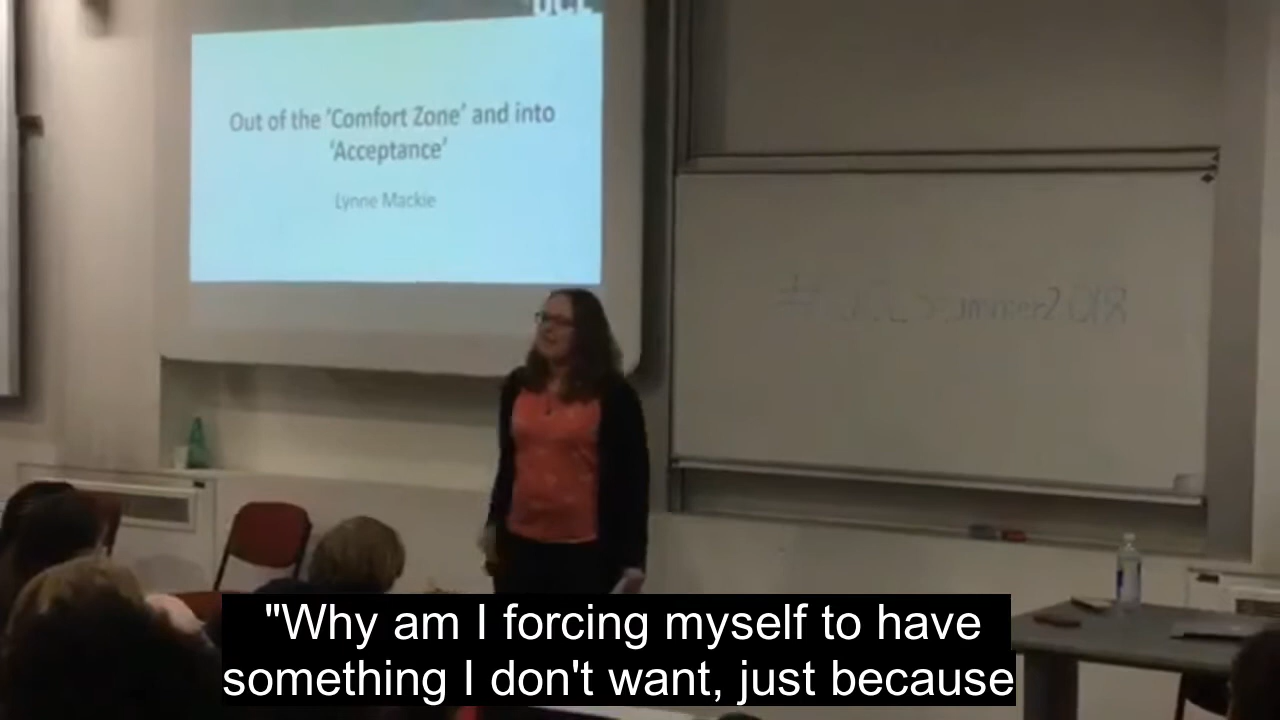 UCL
Out of the 'Comfort Zone' and into
'Acceptance'
Lynne Mackie
"Why am I forcing myself to have
something I don't want, just because